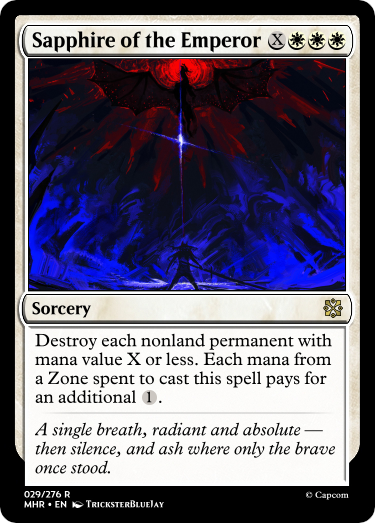 Sapphire of the Emperor X
Sorcery
Destroy each nonland permanent with
mana value X or less. Each mana from
a Zone spent to cast this spell pays for
an additional 1.
A single breath, radiant and absolute —
then silence, and ash where only the brave
once stood.
029/276 R
MHR • EN TricksterBlueJay
© Capcom